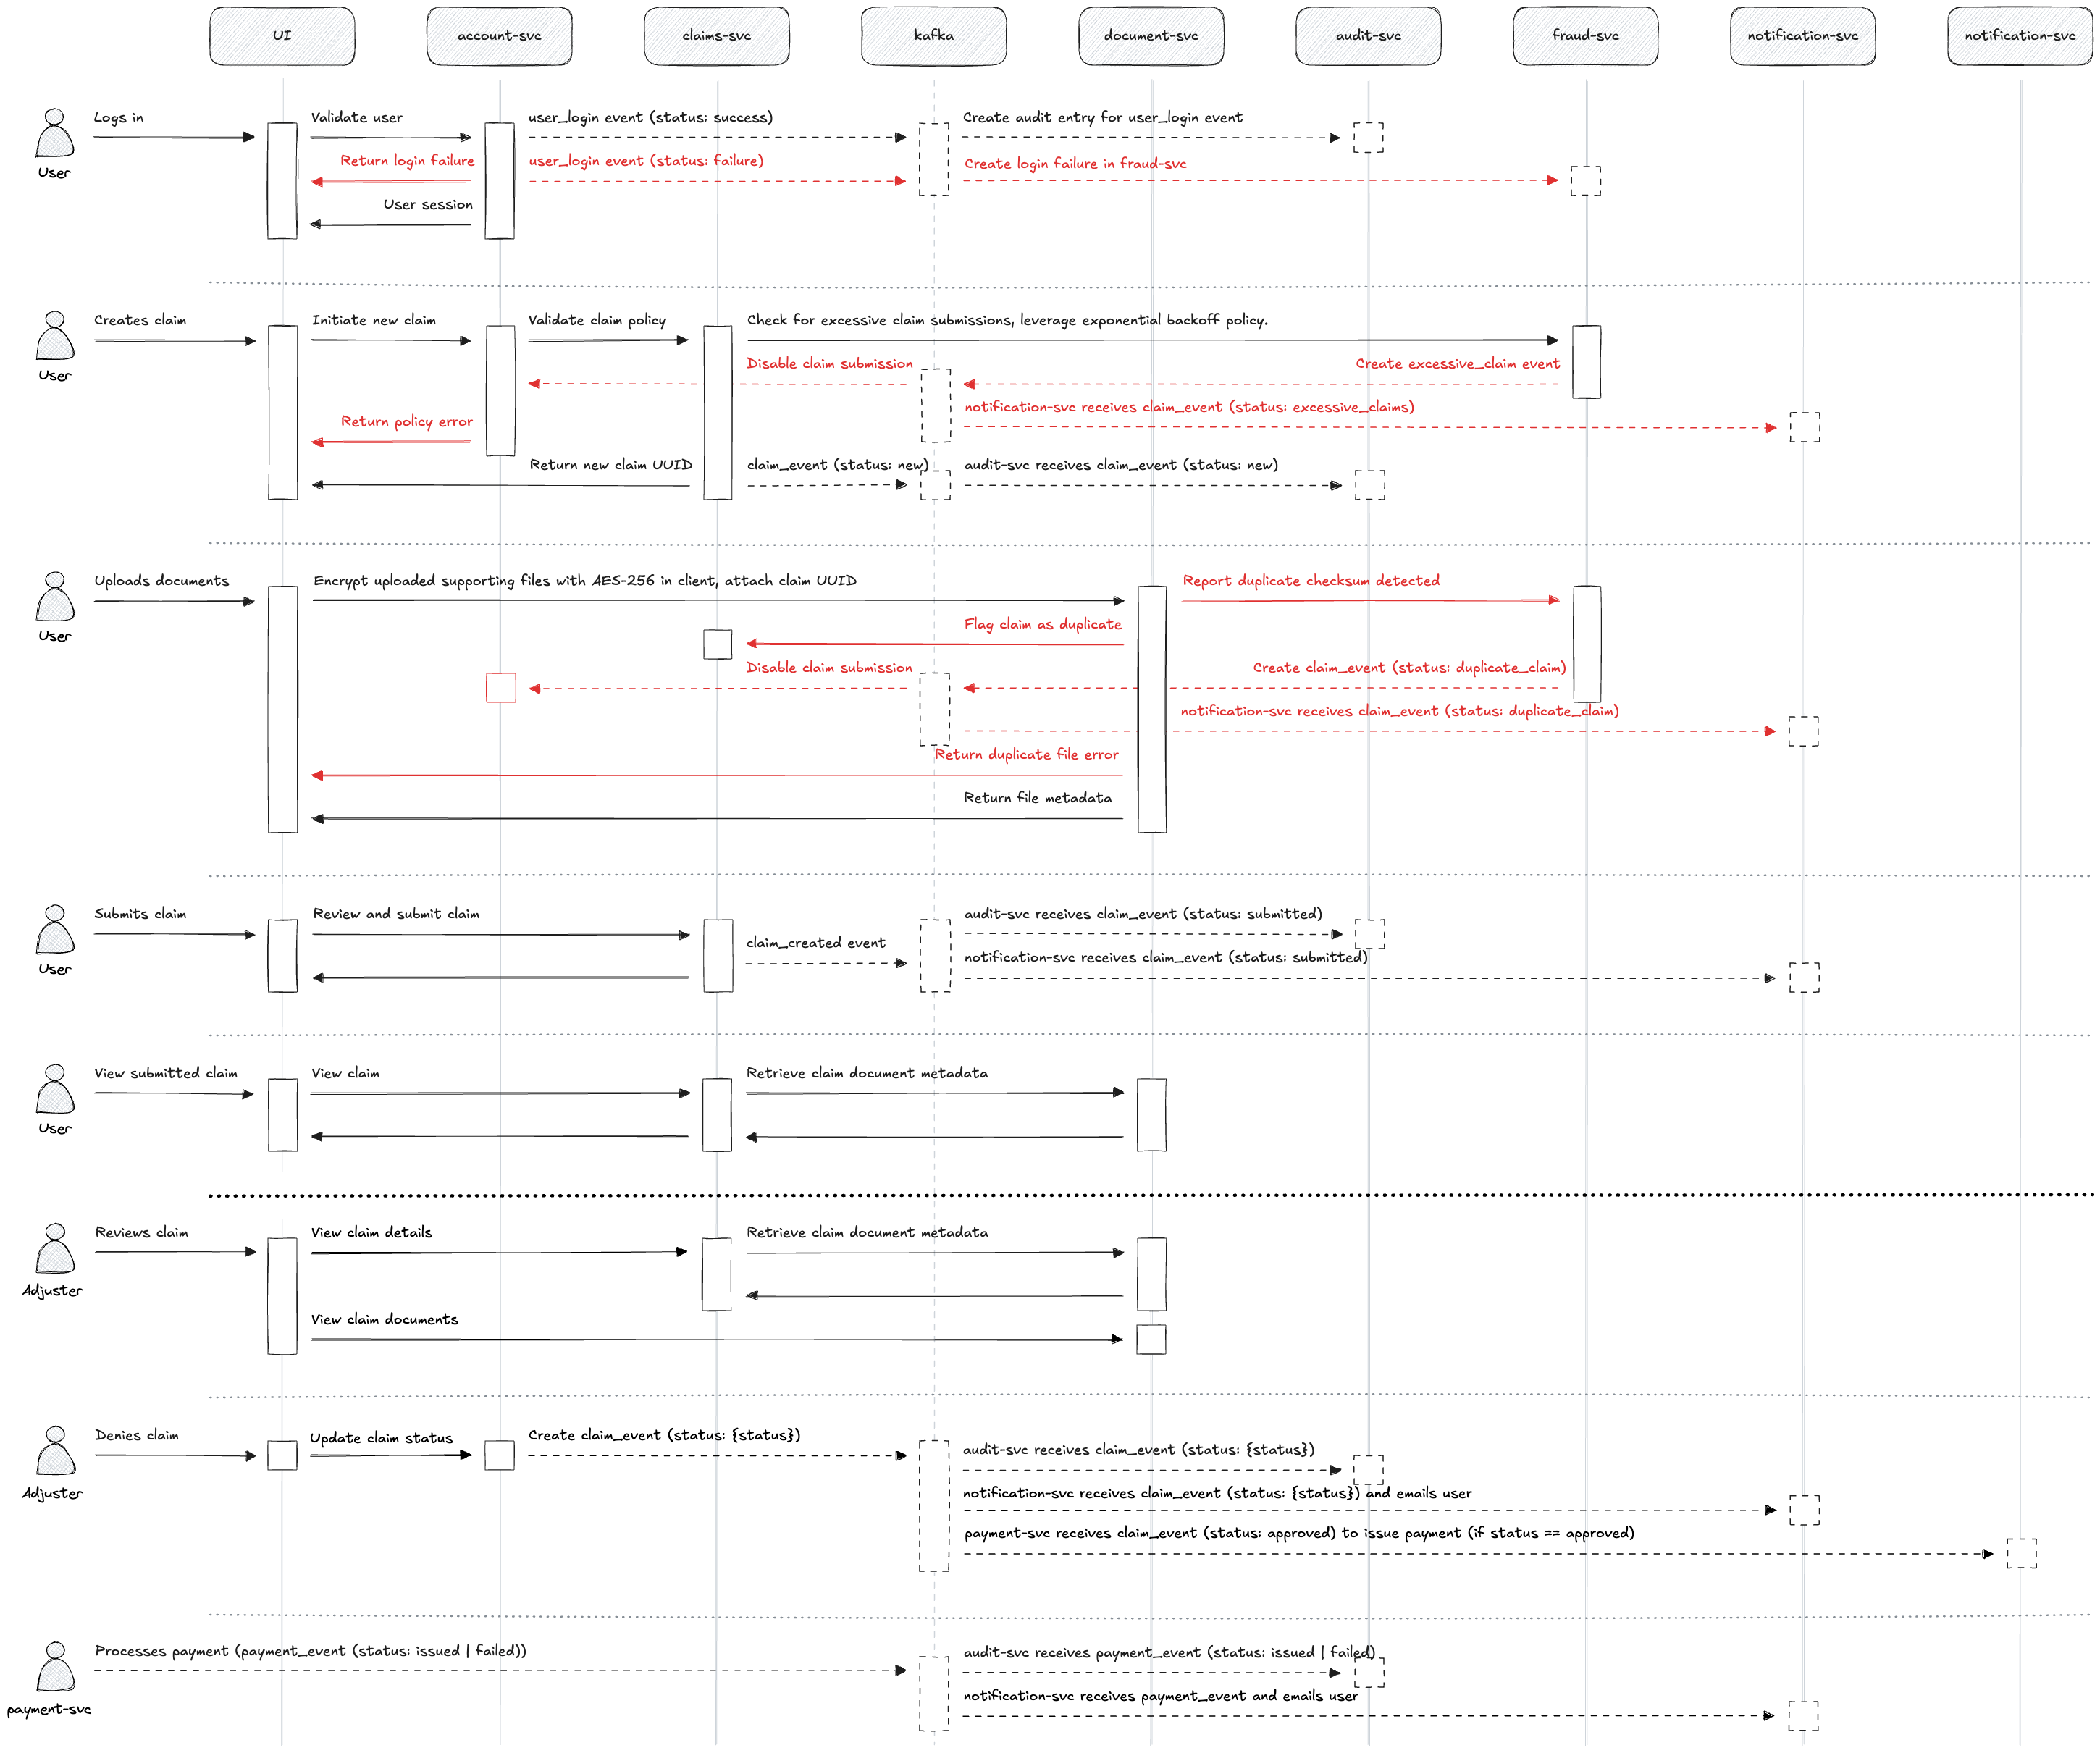 UI
account-svc
claims-svc
kafka
document-svc
audit-svc
fraud-svc
notification-svc
notification-svc
Logs in
Validate user
user_login event (status: success)
Create audit entry for user_login event
Return login failure
user_login event (status: failure)
Create login failure in fraud-svc
User
User session
Creates claim
Initiate new claim
Validate claim policy
Check for excessive claim submissions, leverage exponential backoff policy.
Disable claim submission
Create excessive_claim event
User
notification-svc receives claim_event (status: excessive_claims)
Return policy error
Return new claim UUID
claim_event (status: new)
audit-svc receives claim_event (status: new)
Uploads documents
Encrypt uploaded supporting files with AES-256 in client, attach claim UUID
Report duplicate checksum detected
Flag claim as duplicate
User
Disable claim submission
Create claim_event (status: duplicate_claim)
notification-svc receives claim_event (status: duplicate_claim)
Return duplicate file error
Return file metadata
Submits claim
Review and submit claim
audit-svc receives claim_event (status: submitted)
claim_created event
notification-svc receives claim_event (status: submitted)
User
View submitted claim
View claim
Retrieve claim document metadata
User
Reviews claim
View claim details
Retrieve claim document metadata
Adjuster
View claim documents
Denies claim
Update claim status
Create claim_event (status: {status})
audit-svc receives claim_event (status: {status})
Adjuster
notification-svc receives claim_event (status: {status}) and emails user
payment-svc receives claim_event (status: approved) to issue payment (if status == approved)
Processes payment (payment_event (status: issued | failed))
audit-svc receives payment_event (status: issued | failed)
notification-svc receives payment_event and emails user
payment-svc